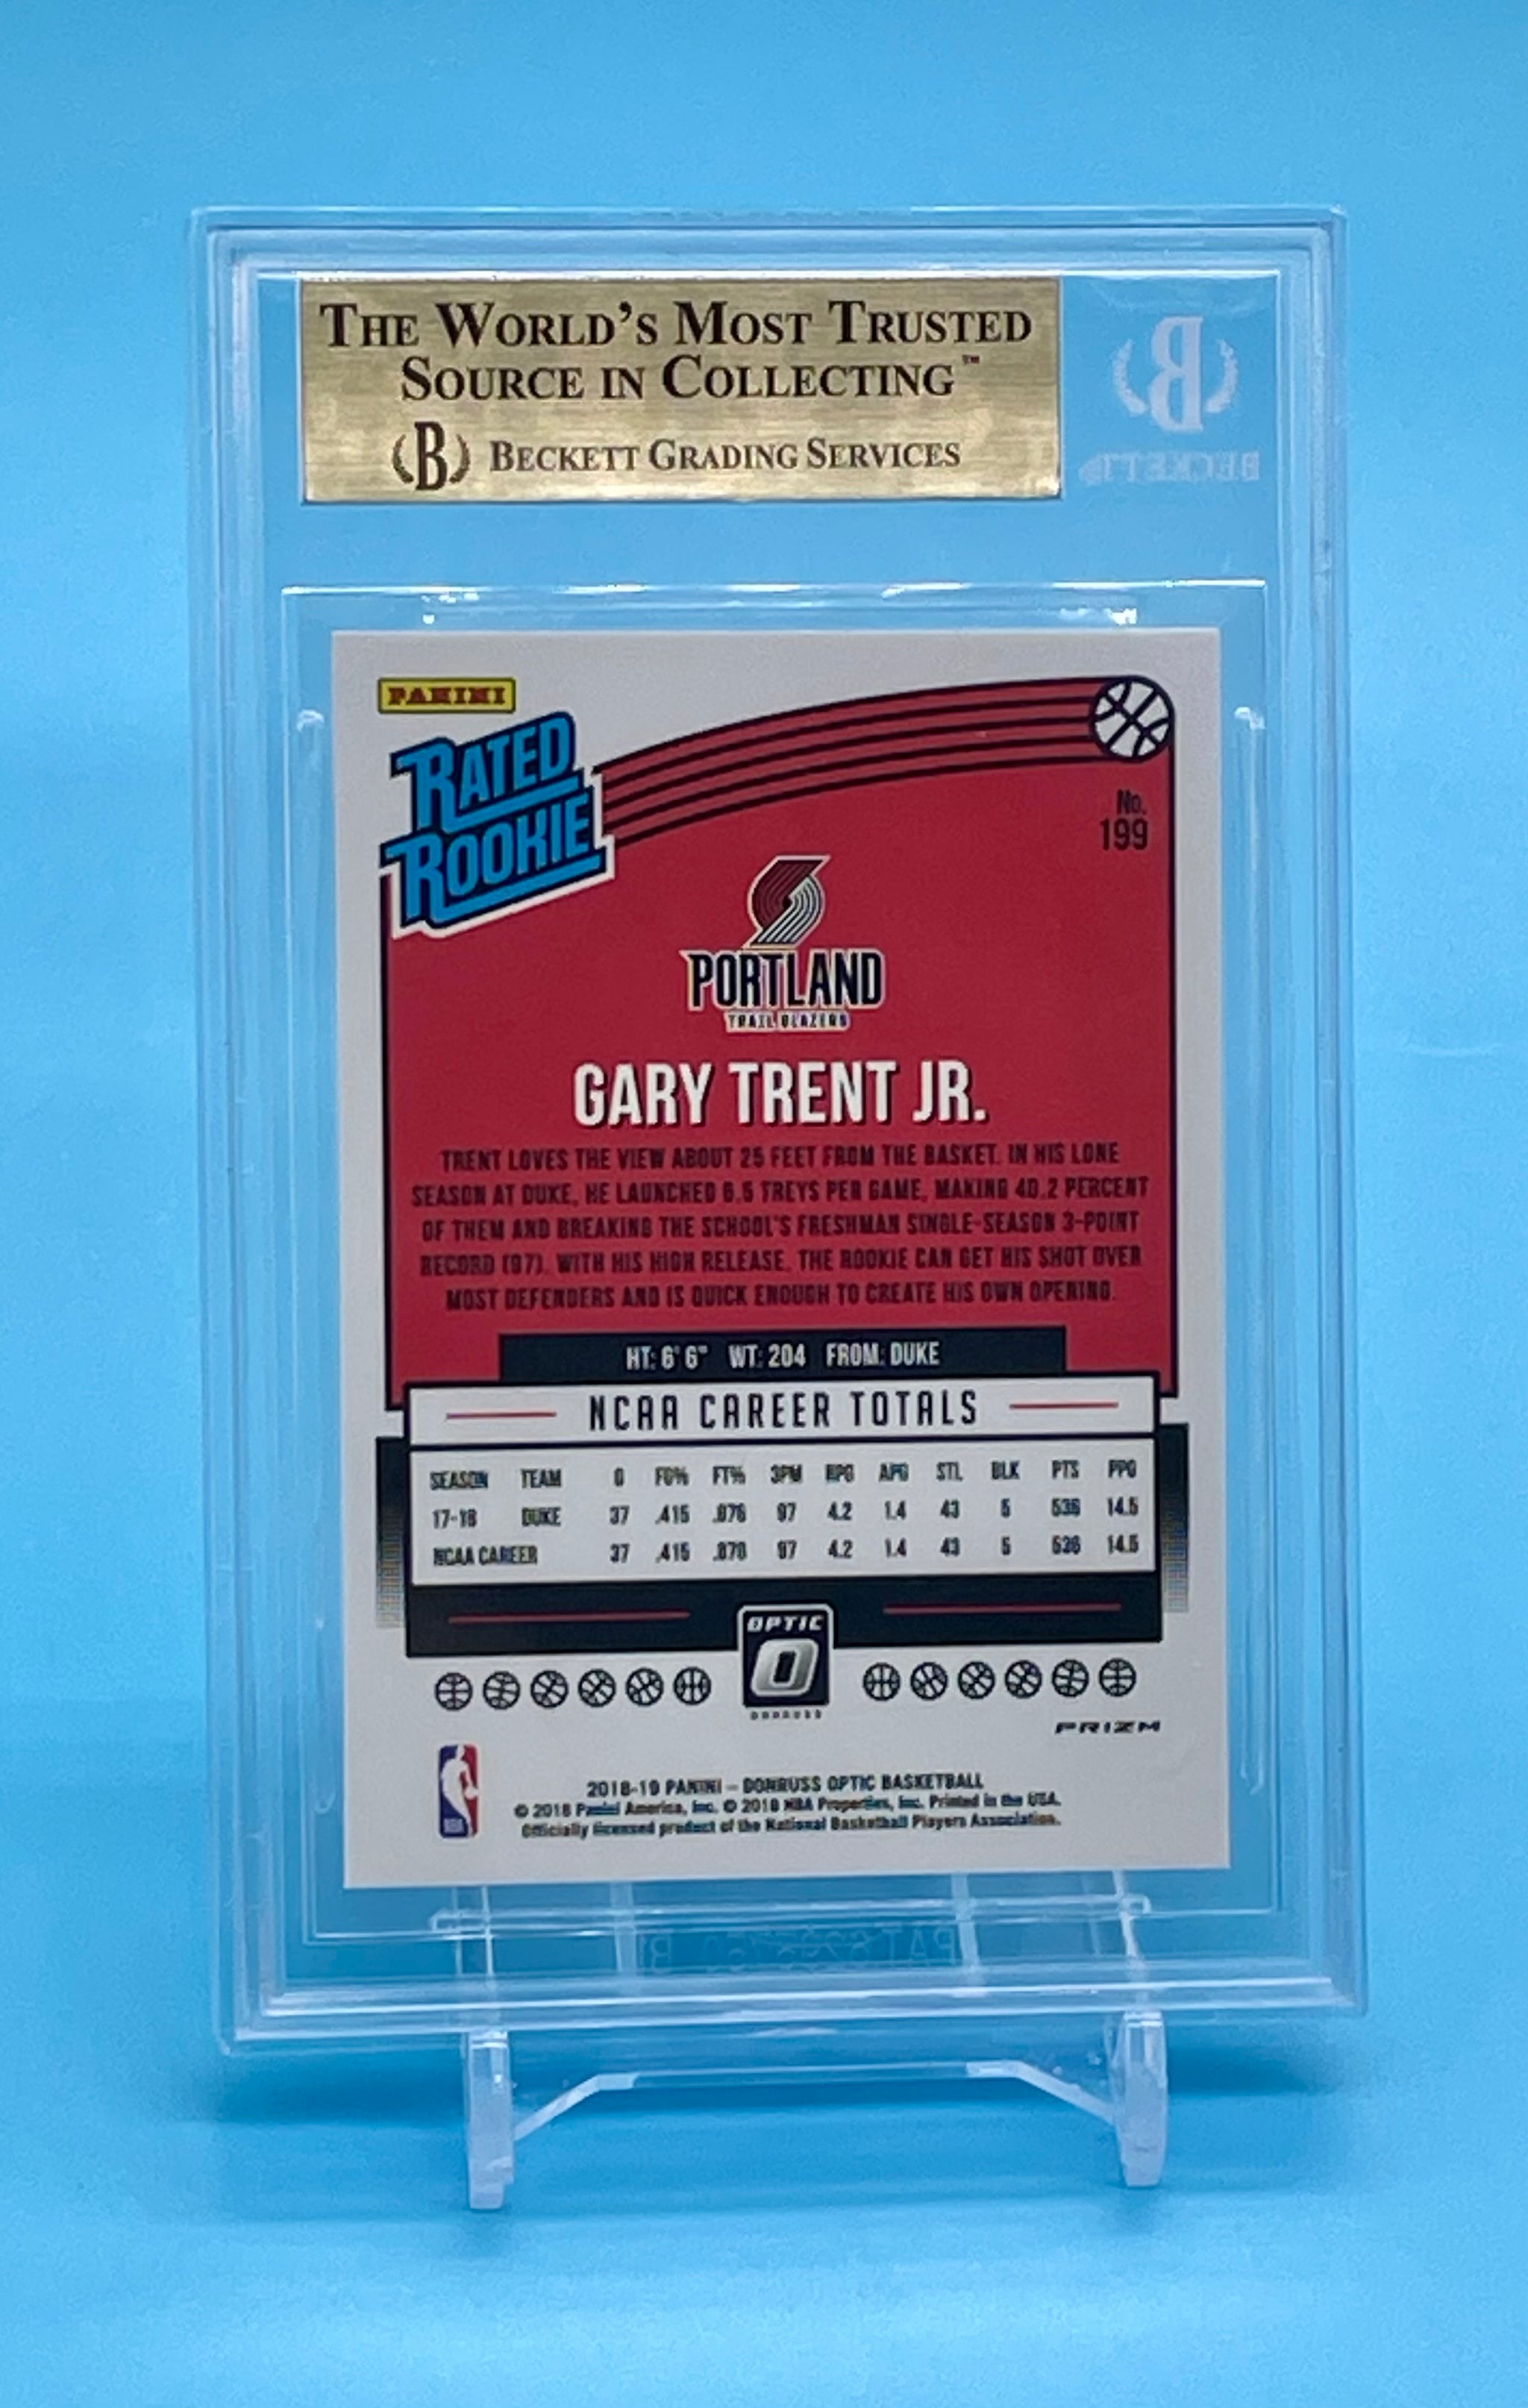 THE WORLD'S MOST TRUSTED
SOURCE IN COLLECTING™
B BECKETT GRADING SERVICES
B
BECKETT
PANINI
RATED
ROOKIE
No.
199
PORTLAND
TRAIL BLAZERS
GARY TRENT JR.
TRENT LOVES THE VIEW ABOUT 25 FEET FROM THE BASKET. IN HIS LONE
SEASON AT DUKE, HE LAUNCHED 6.5 TREYS PER GAME, MAKING 40.2 PERCENT
OF THEM AND BREAKING THE SCHOOL'S FRESHMAN SINGLE-SEASON 3-POINT
RECORD (97). WITH HIS HIGH RELEASE, THE ROOKIE CAN GET HIS SHOT OVER
MOST DEFENDERS AND IS QUICK ENOUGH TO CREATE HIS OWN OPENING.
HT: 6' 6" WT: 204 FROM: DUKE
NCAA CAREER TOTALS
SEASON TEAM G FG% FT% 3PM RPG APG STL BLK PTS PPG
17-18 DUKE 37 .415 97 4.2 1.4 43 5 14.5
NCAA CAREER 37 .415 97 4.2 1.4 43 5 14.5
OPTIC
O
DONRUSS
PRIZM
NBA
2018-19 PANINI – DONRUSS OPTIC BASKETBALL
© 2018 Panini America, Inc. © 2018 NBA Properties, Inc. Printed in the USA.
Officially licensed product of the National Basketball Players Association.